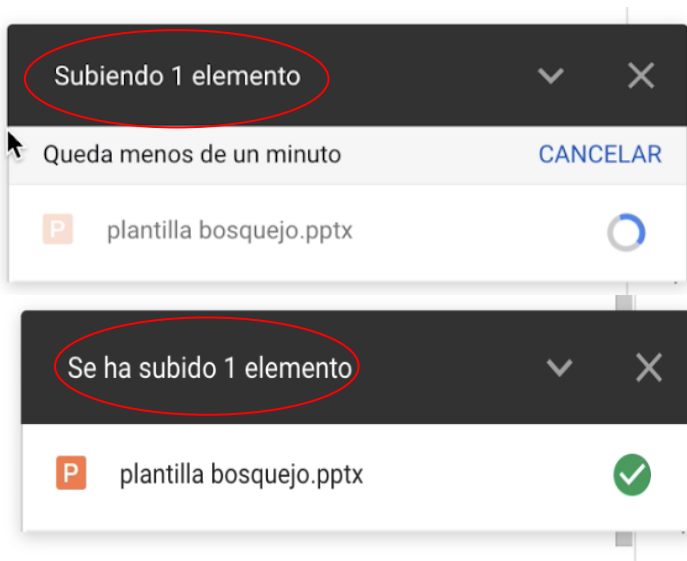 Subiendo 1 elemento
Queda menos de un minuto CANCELAR
P plantilla bosquejo.pptx
Se ha subido 1 elemento
P plantilla bosquejo.pptx